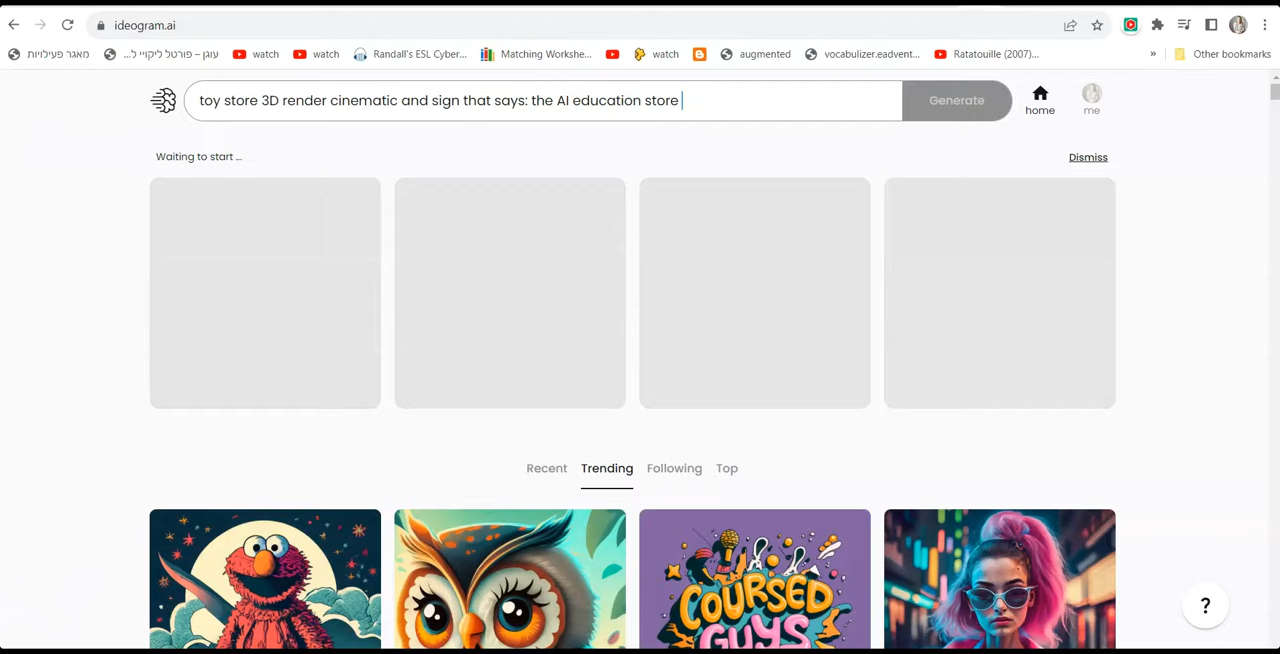 ideogram.ai
מאגר פעילויות
עוגן – פורטל ליקויי ל...
watch
watch
Randall's ESL Cyber...
Matching Workshe...
watch
augmented
vocabulizer.eadvent...
Ratatouille (2007)...
»
Other bookmarks
toy store 3D render cinematic and sign that says: the AI education store
Generate
home
me
Waiting to start ...
Dismiss
Recent
Trending
Following
Top
COURSED
GUYS
?